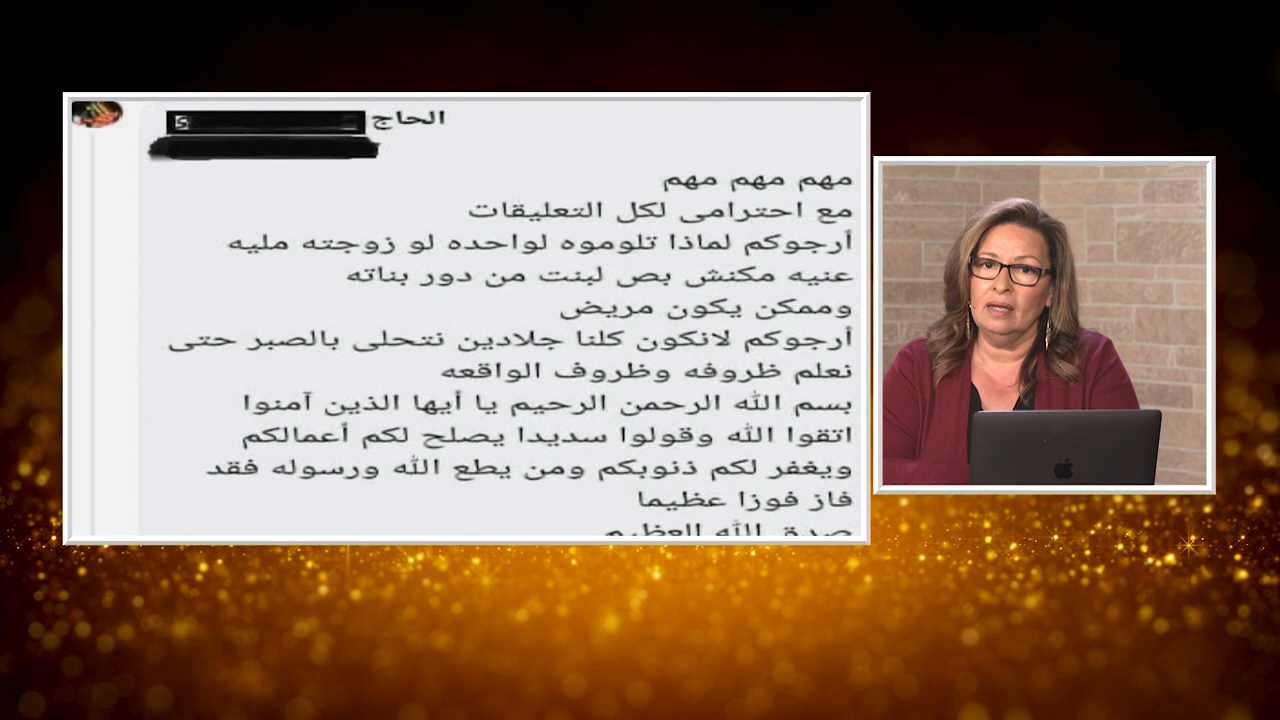 الحاج
مهم مهم مهم
مع احترامى لكل التعليقات
أرجوكم لماذا تلوموه لواحده لو زوجته مليه
عنيه مكنش بص لبنت من دور بناته
وممكن يكون مريض
أرجوكم لانكون كلنا جلادين نتحلى بالصبر حتى
نعلم ظروفه وظروف الواقعه
بسم الله الرحمن الرحيم يا أيها الذين آمنوا
اتقوا الله وقولوا سديدا يصلح لكم أعمالكم
ويغفر لكم ذنوبكم ومن يطع الله ورسوله فقد
فاز فوزا عظيما
صدق الله العظيم